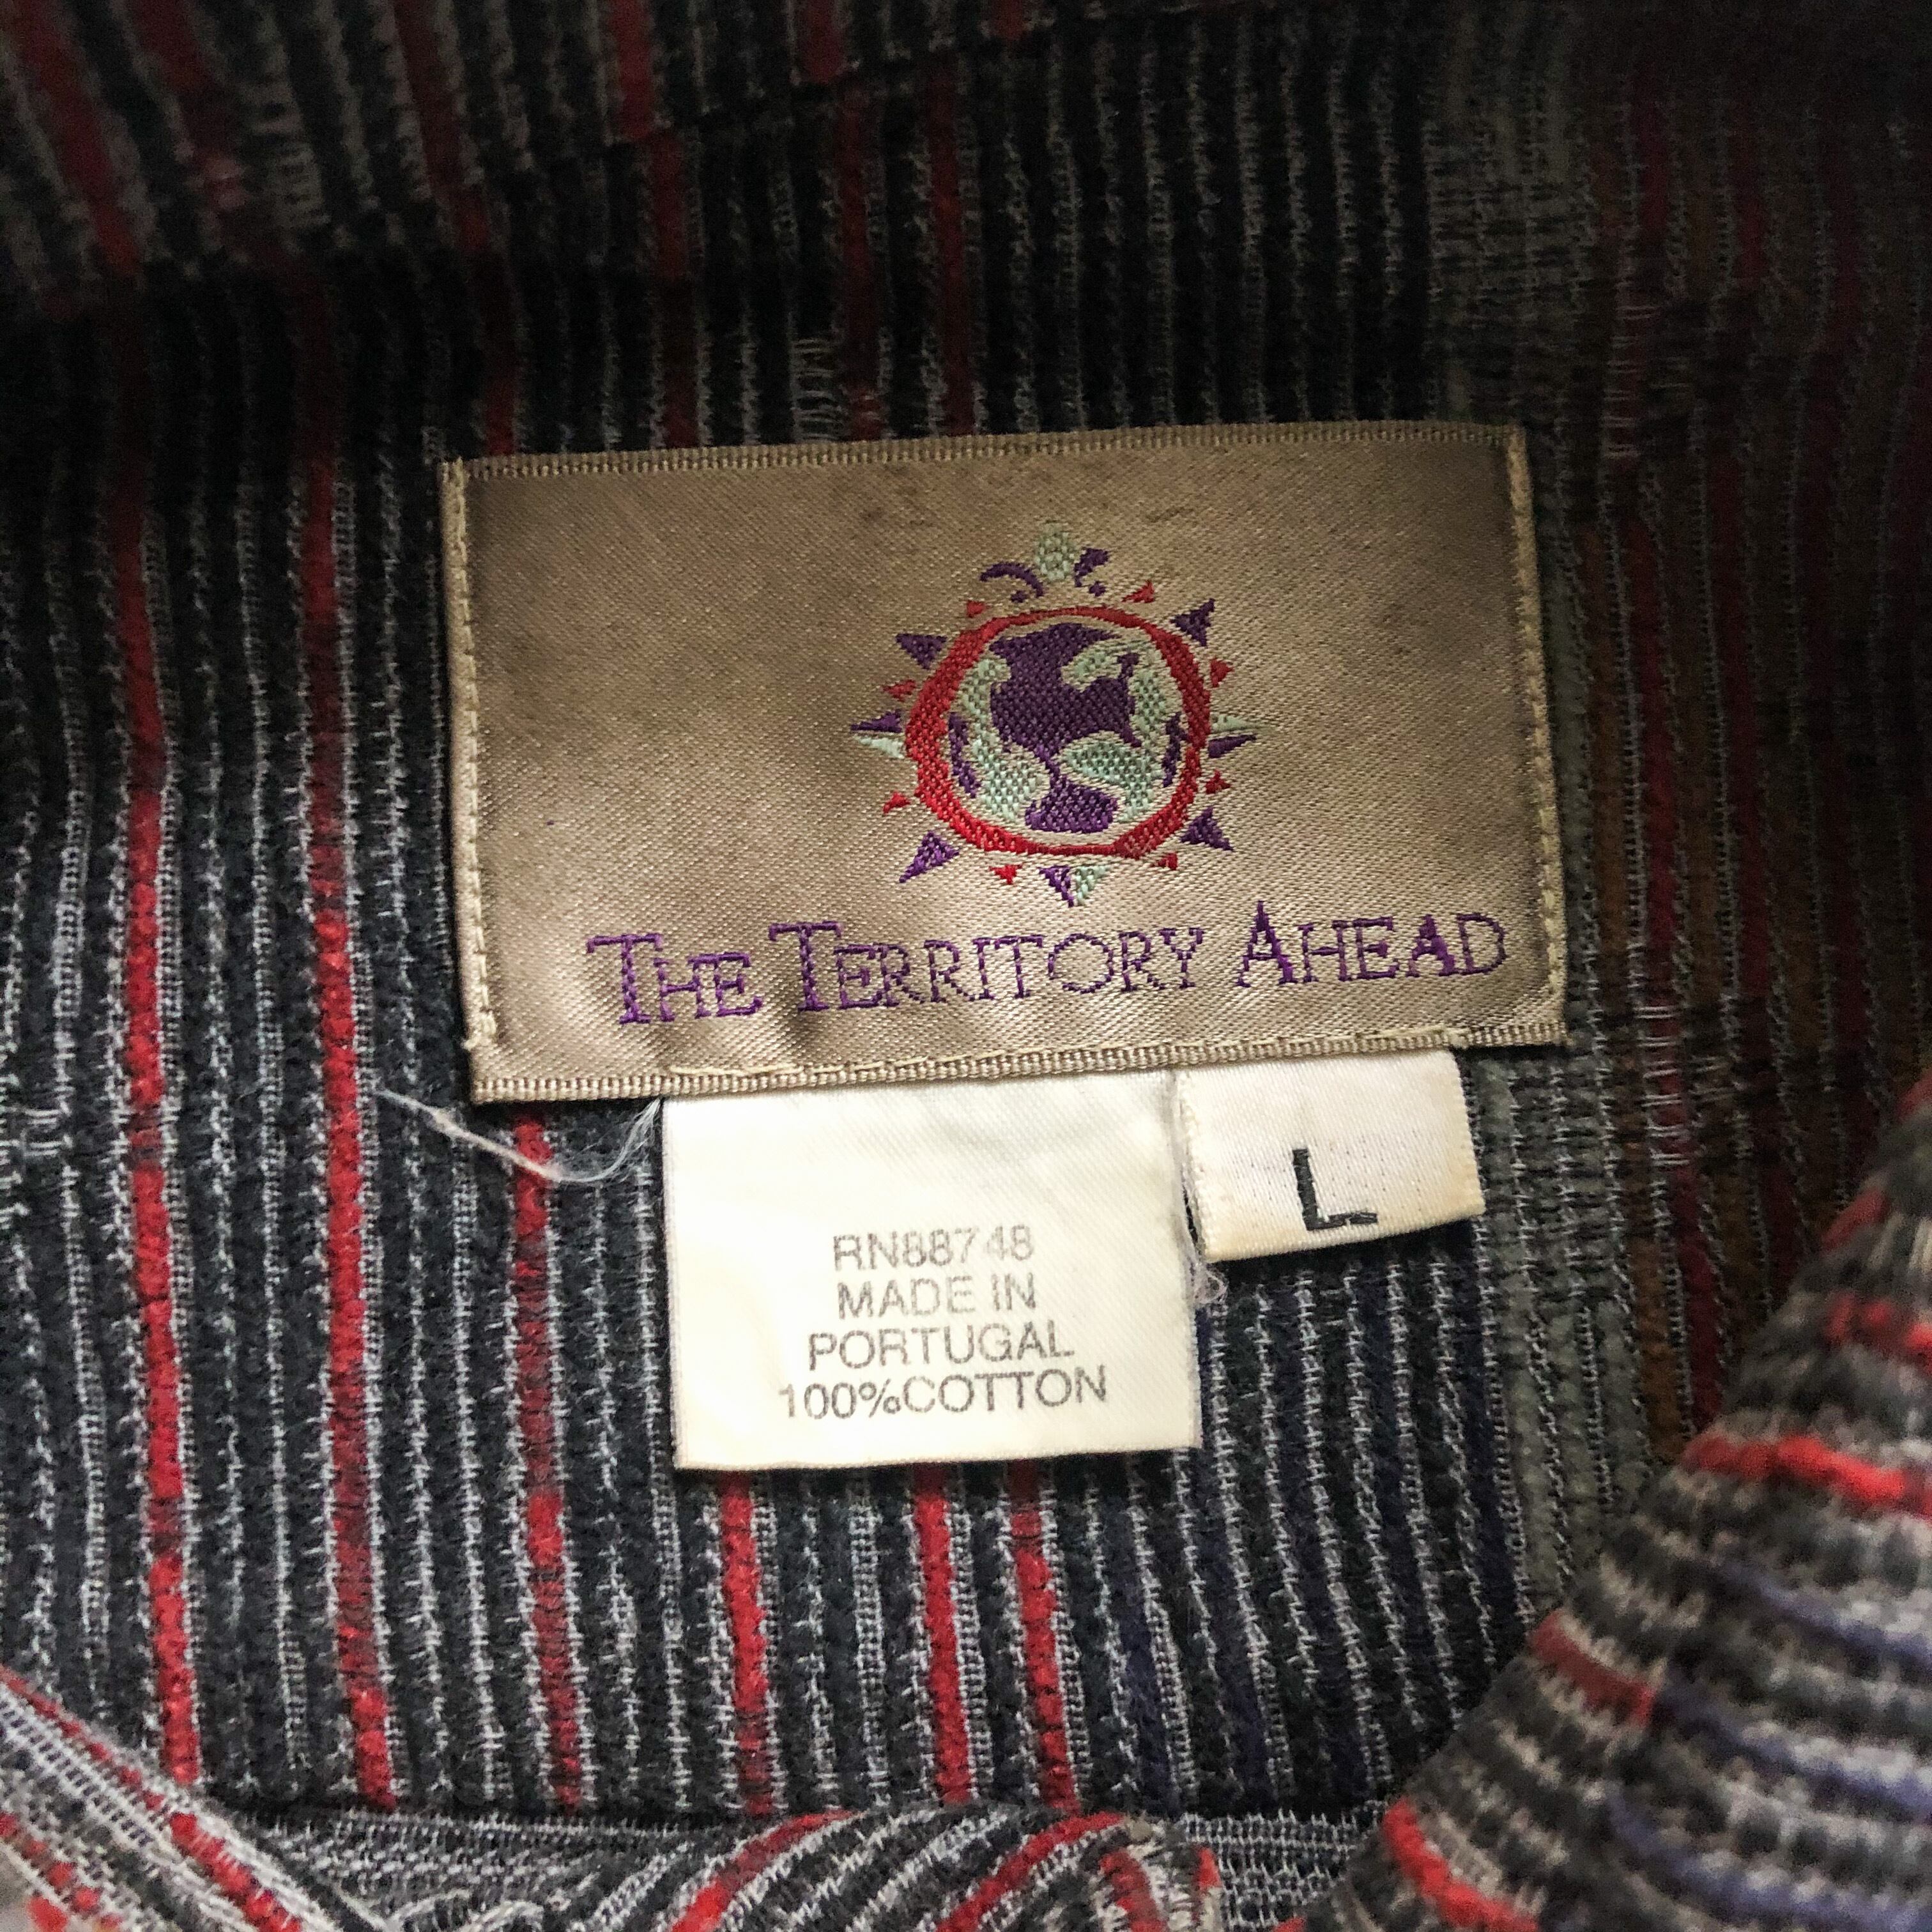 THE TERRITORY AHEAD
L
RN88748
MADE IN
PORTUGAL
100%COTTON